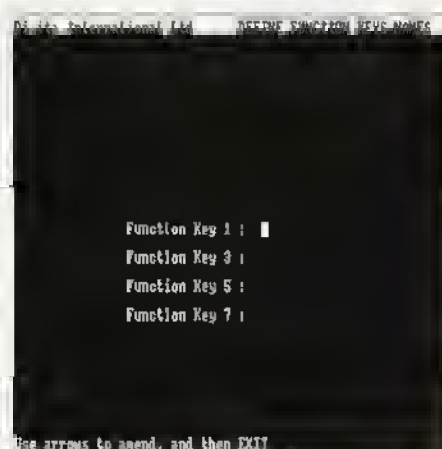 Digita International Ltd DEFINE FUNCTION KEYS NAMES
Function Key 1 :
Function Key 3 :
Function Key 5 :
Function Key 7 :
Use arrows to amend, and then EXIT